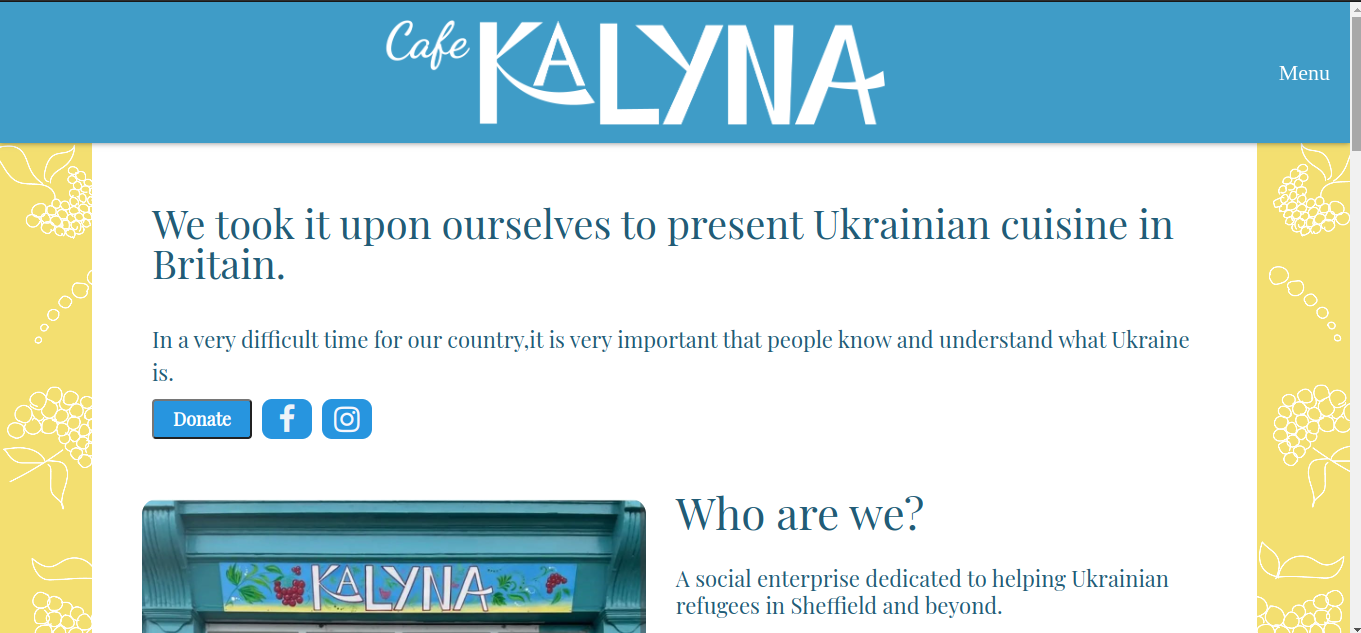 Cafe KALYNA
Menu
We took it upon ourselves to present Ukrainian cuisine in
Britain.
In a very difficult time for our country,it is very important that people know and understand what Ukraine
is.
Donate
Who are we?
KALYNA
A social enterprise dedicated to helping Ukrainian
refugees in Sheffield and beyond.